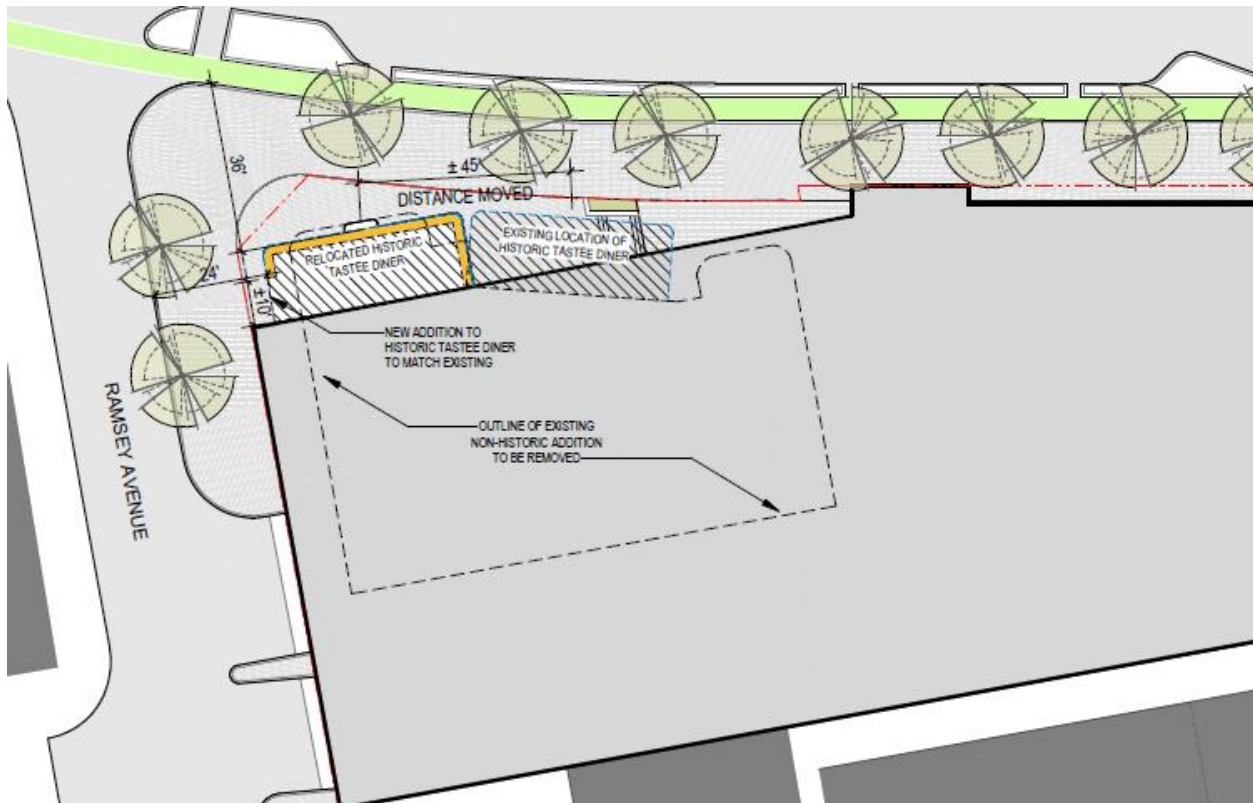 36'
± 45'
DISTANCE MOVED
EXISTING LOCATION OF
HISTORIC TASTEE DINER
RELOCATED HISTORIC
TASTEE DINER
24'
±10'
NEW ADDITION TO
HISTORIC TASTEE DINER
TO MATCH EXISTING
RAMSEY AVENUE
OUTLINE OF EXISTING
NON-HISTORIC ADDITION
TO BE REMOVED